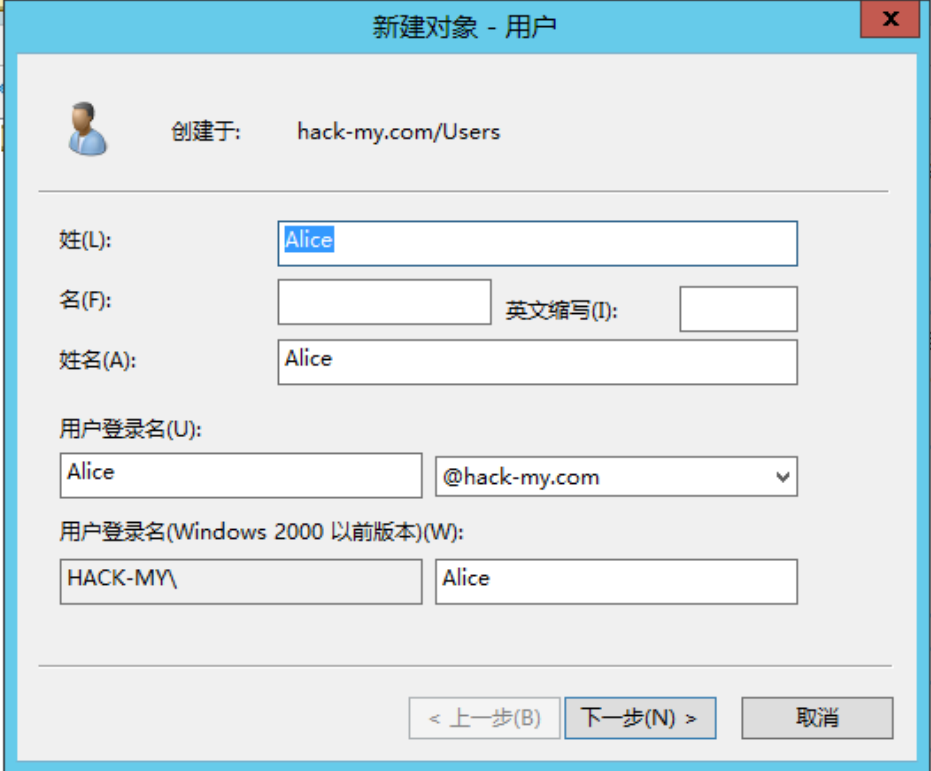 新建对象 - 用户
x
创建于: hack-my.com/Users
姓(L): Alice
名(F): 英文缩写(I):
姓名(A): Alice
用户登录名(U):
Alice @hack-my.com
用户登录名(Windows 2000 以前版本)(W):
HACK-MY\ Alice
< 上一步(B) 下一步(N) > 取消